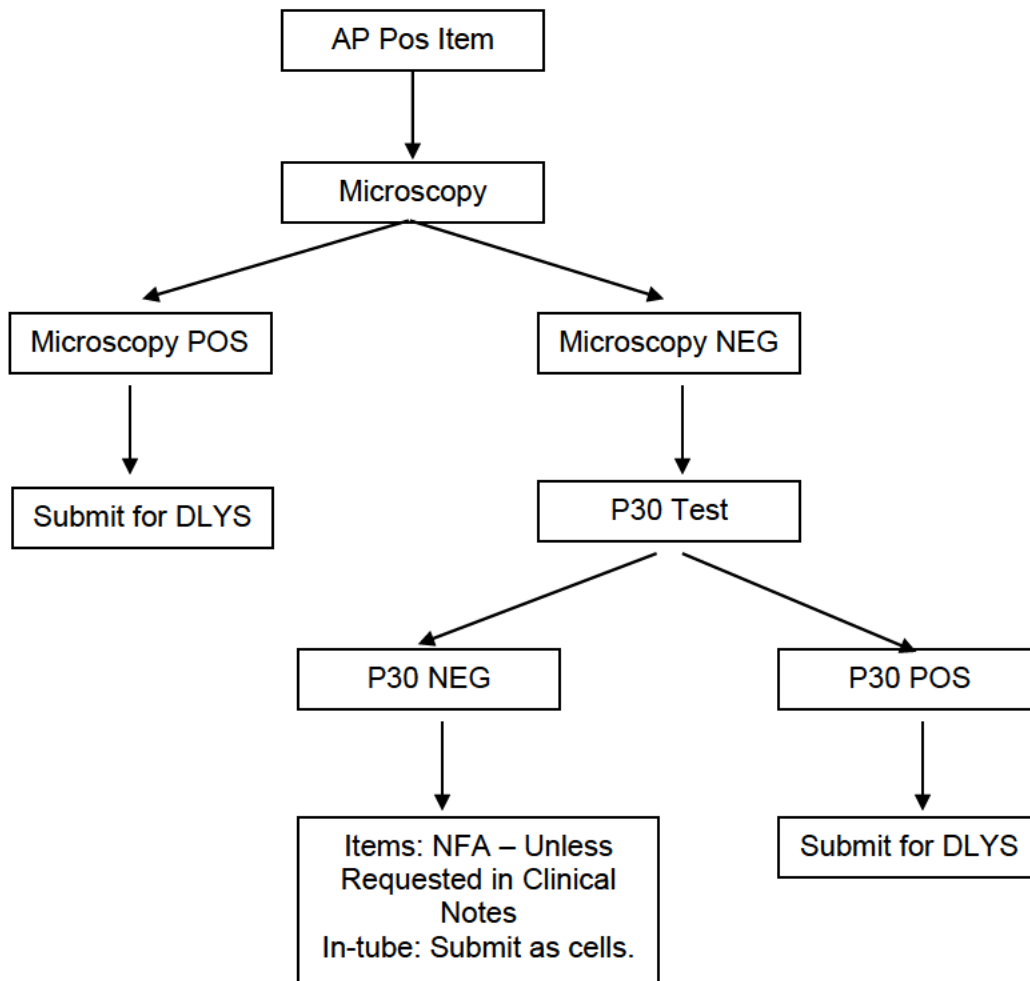 AP Pos Item
Microscopy
Microscopy POS
Microscopy NEG
Submit for DLYS
P30 Test
P30 NEG
P30 POS
Items: NFA – Unless
Requested in Clinical
Notes
In-tube: Submit as cells.
Submit for DLYS